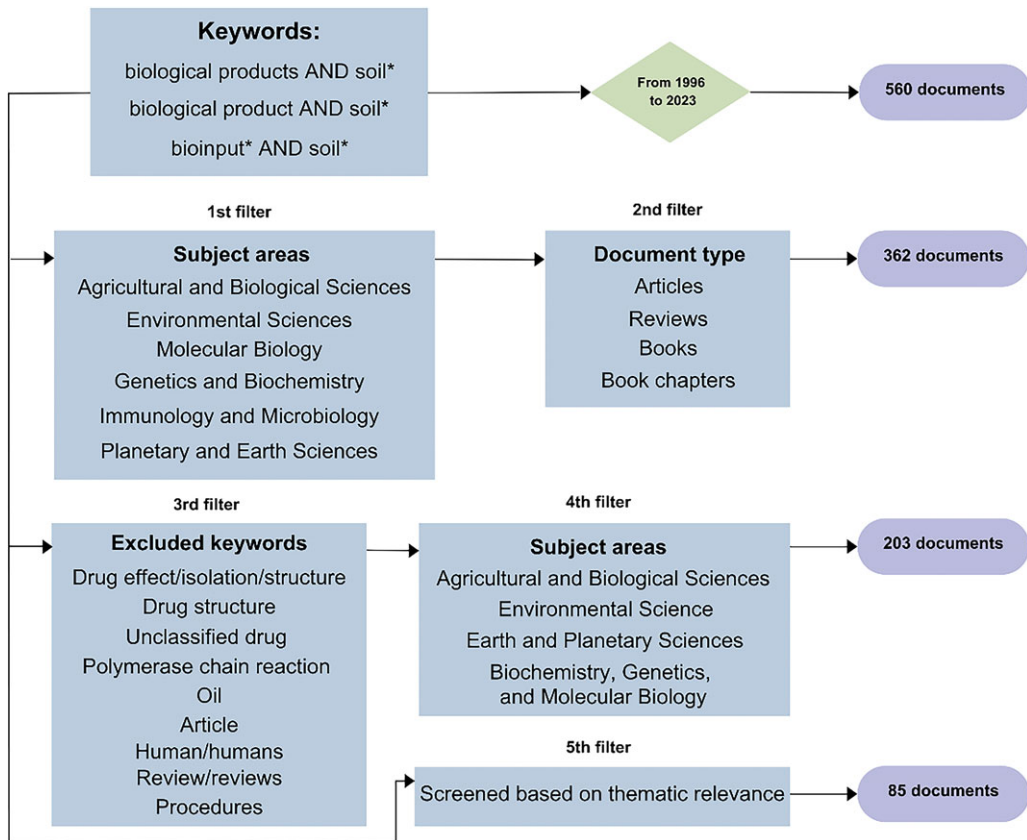 Keywords:
biological products AND soil*
biological product AND soil*
bioinput* AND soil*
From 1996
to 2023
560 documents
1st filter
Subject areas
Agricultural and Biological Sciences
Environmental Sciences
Molecular Biology
Genetics and Biochemistry
Immunology and Microbiology
Planetary and Earth Sciences
2nd filter
Document type
Articles
Reviews
Books
Book chapters
362 documents
3rd filter
Excluded keywords
Drug effect/isolation/structure
Drug structure
Unclassified drug
Polymerase chain reaction
Oil
Article
Human/humans
Review/reviews
Procedures
4th filter
Subject areas
Agricultural and Biological Sciences
Environmental Science
Earth and Planetary Sciences
Biochemistry, Genetics,
and Molecular Biology
203 documents
5th filter
Screened based on thematic relevance
85 documents